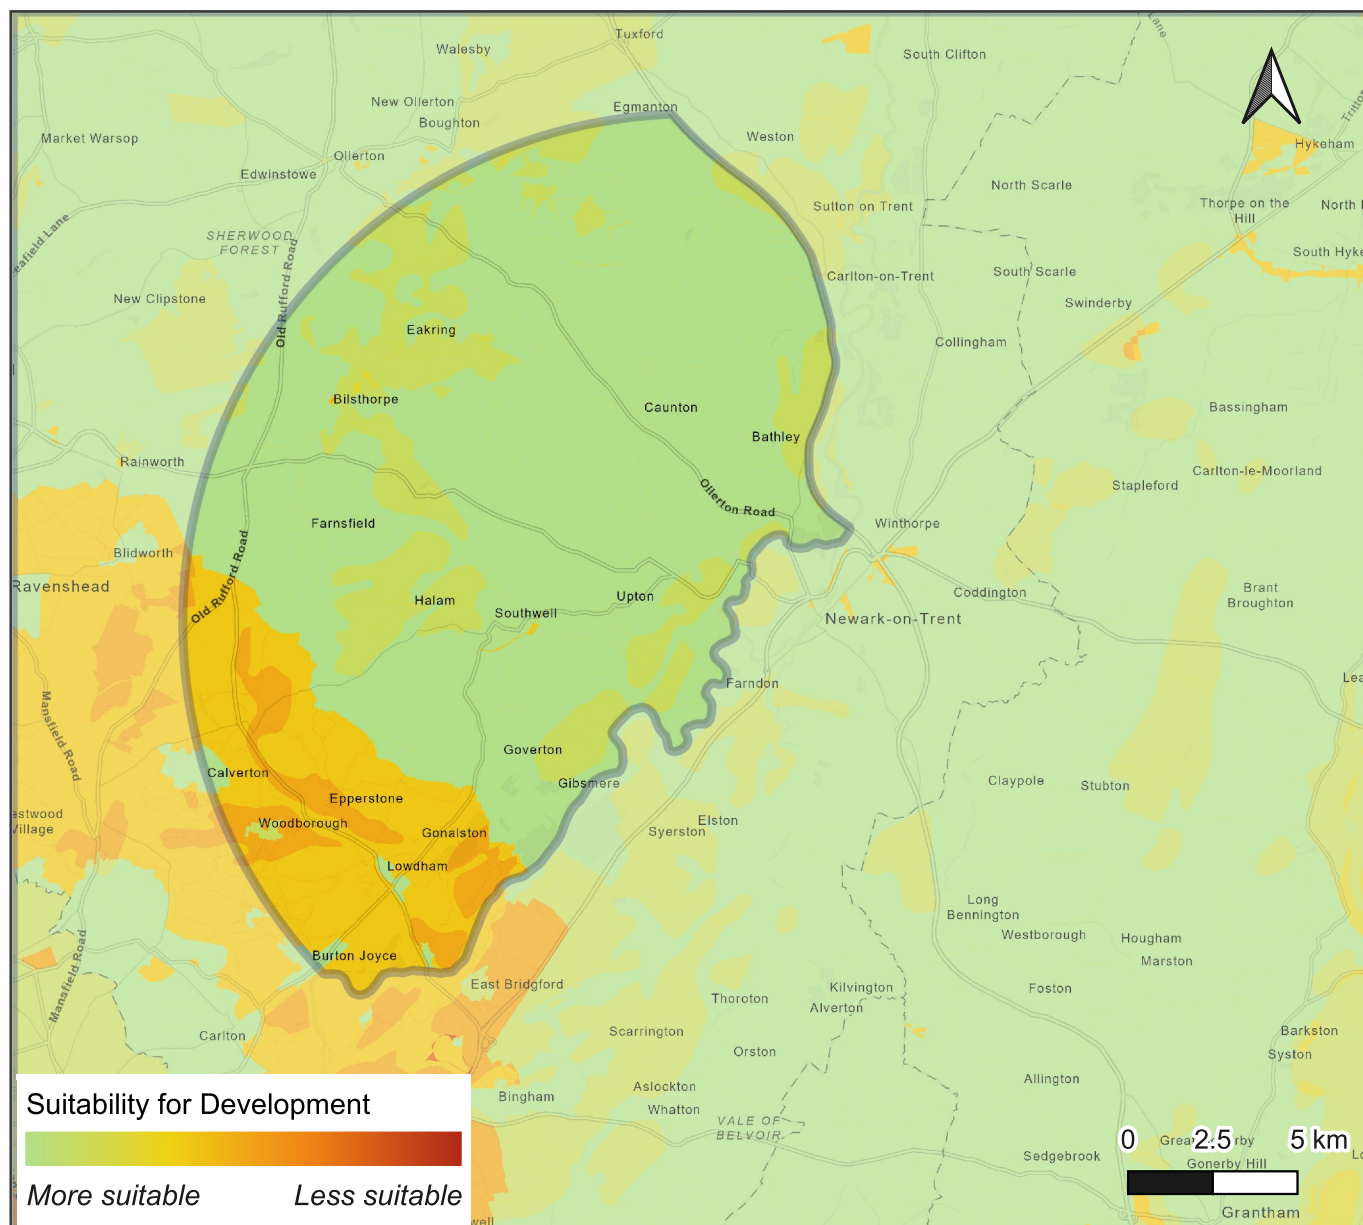 Tuxford
Walesby
South Clifton
Lane
New Ollerton
Egmanton
Boughton
Weston
Market Warsop
Hykeham
Ollerton
Edwinstowe
North Scarle
Sutton on Trent
Thorpe on the
Hill
SHERWOOD
FOREST
South Scarle
Carlton-on-Trent
New Clipstone
Swinderby
Old Rufford Road
Eakring
Collingham
Bilsthorpe
Caunton
Bassingham
Bathley
Rainworth
Carlton-le-Moorland
Stapleford
Ollerton Road
Farnsfield
Winthorpe
Blidworth
Ravenshead
Old Rufford Road
Halam
Upton
Southwell
Coddington
Brant
Broughton
Newark-on-Trent
Farndon
Mansfield Road
Goverton
Gibsmere
Calverton
Claypole
Stubton
Epperstone
Woodborough
Gonalston
Elston
Syerston
Village
Lowdham
Long
Bennington
Westborough
Hougham
Marston
Burton Joyce
East Bridgford
Mansfield Road
Thoroton
Kilvington
Alverton
Foston
Carlton
Scarrington
Barkston
Orston
Syston
Allington
Aslockton
Whatton
Bingham
VALE OF
BELVOIR
Sedgebrook
Gonerby Hill
Grantham
0 2.5 5 km
Suitability for Development
More suitable Less suitable